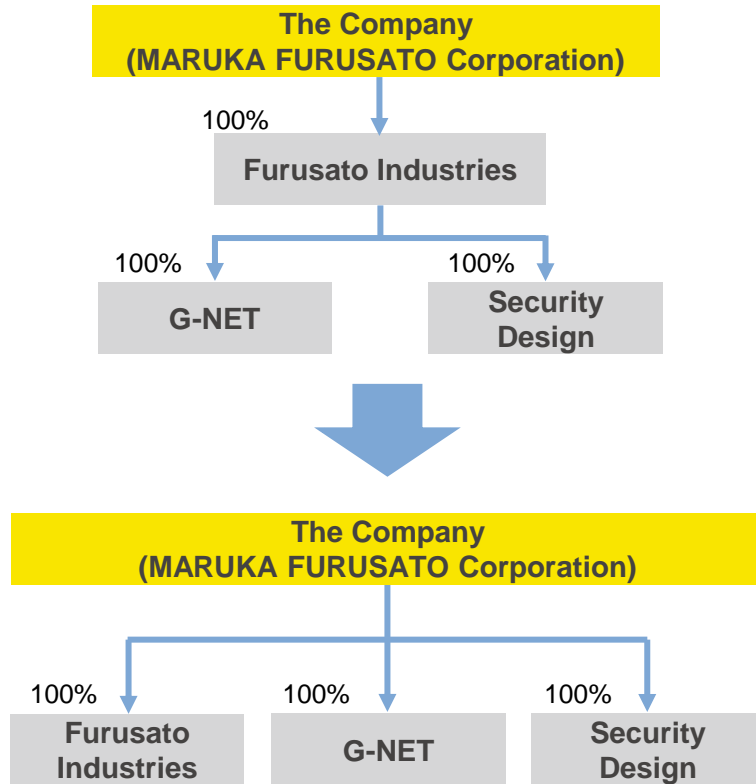 The Company
(MARUKA FURUSATO Corporation)
100%
Furusato Industries
100%
100%
G-NET
Security
Design
The Company
(MARUKA FURUSATO Corporation)
100%
100%
100%
Furusato
Industries
G-NET
Security
Design